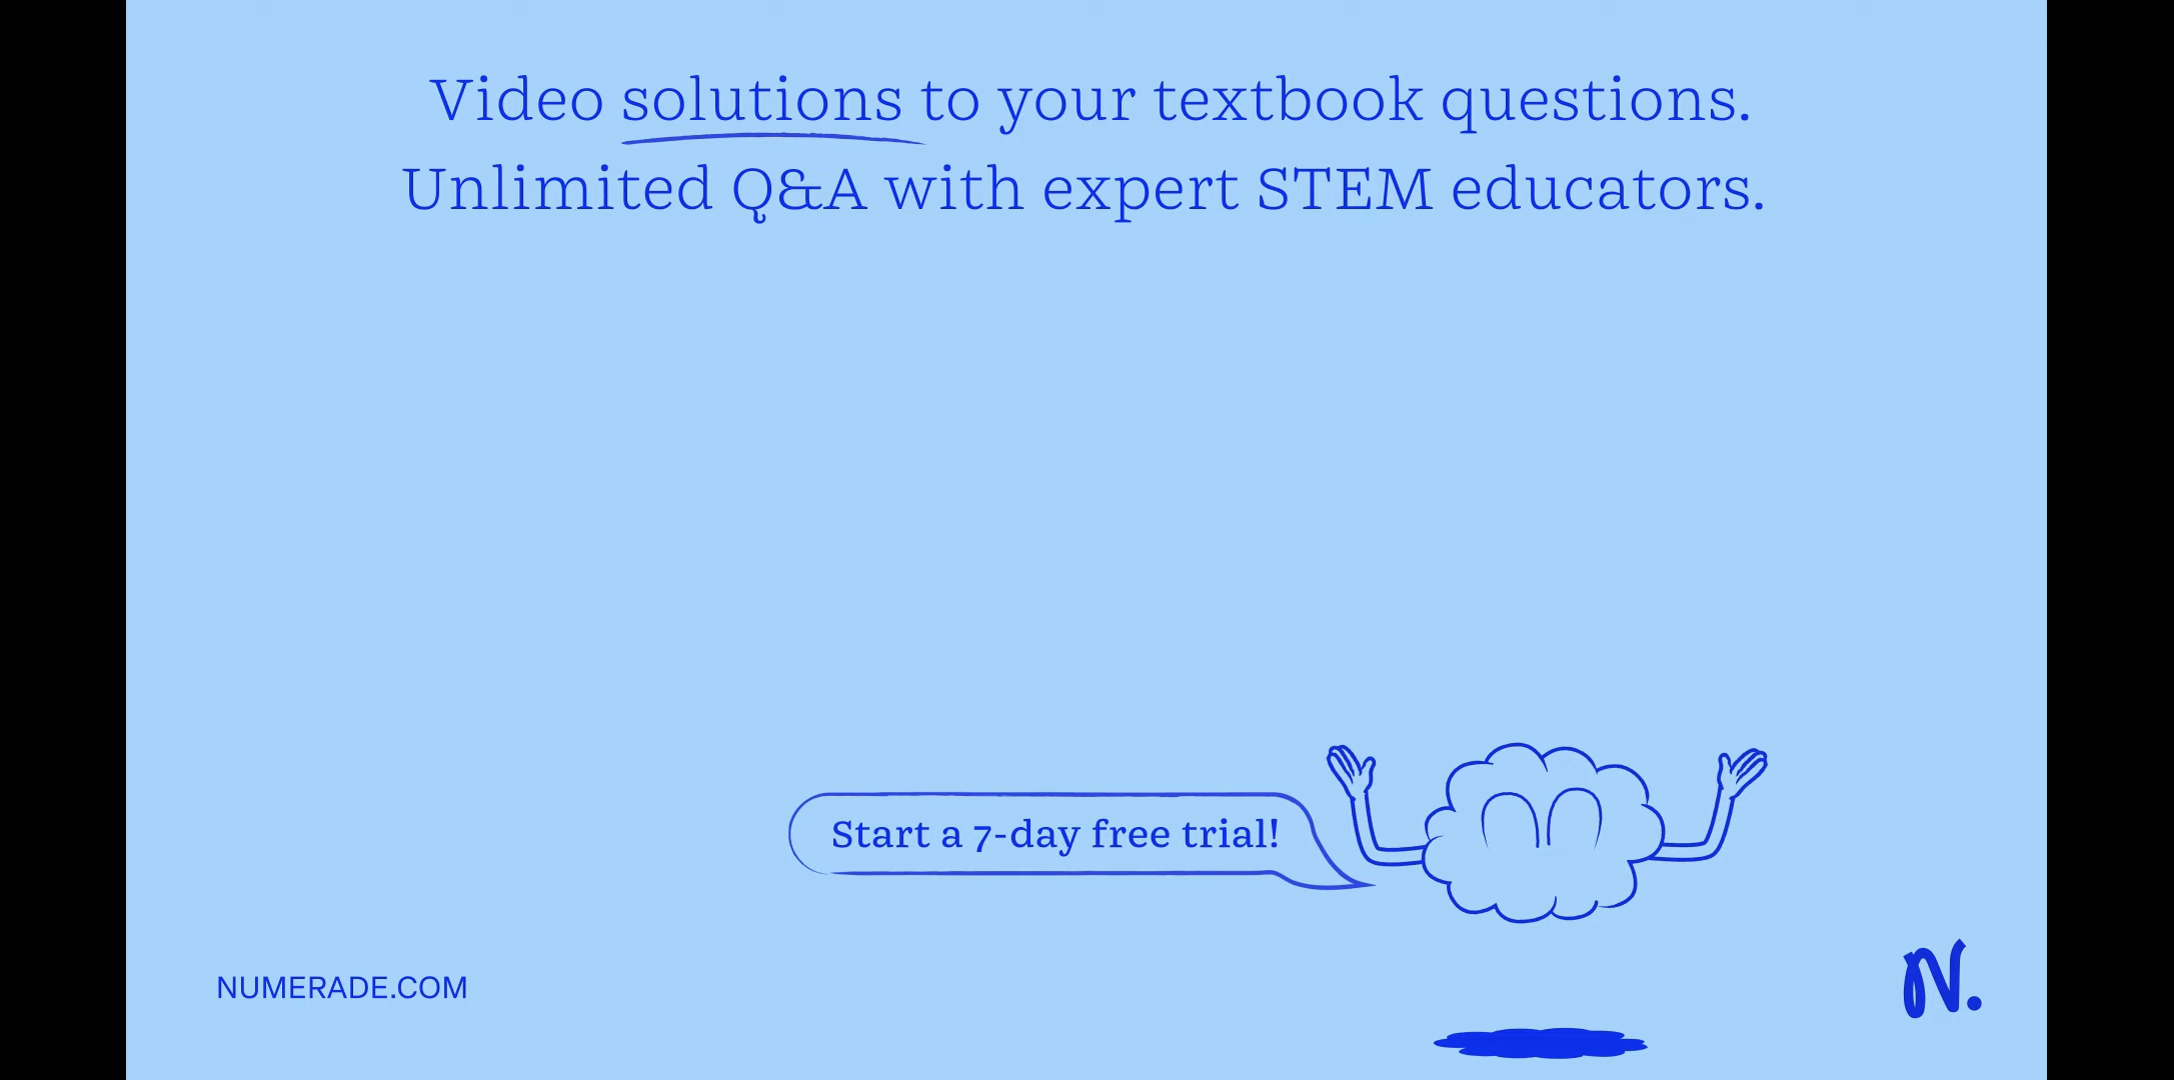 Video solutions to your textbook questions.
Unlimited Q&A with expert STEM educators.
Start a 7-day free trial!
NUMERADE.COM
N.